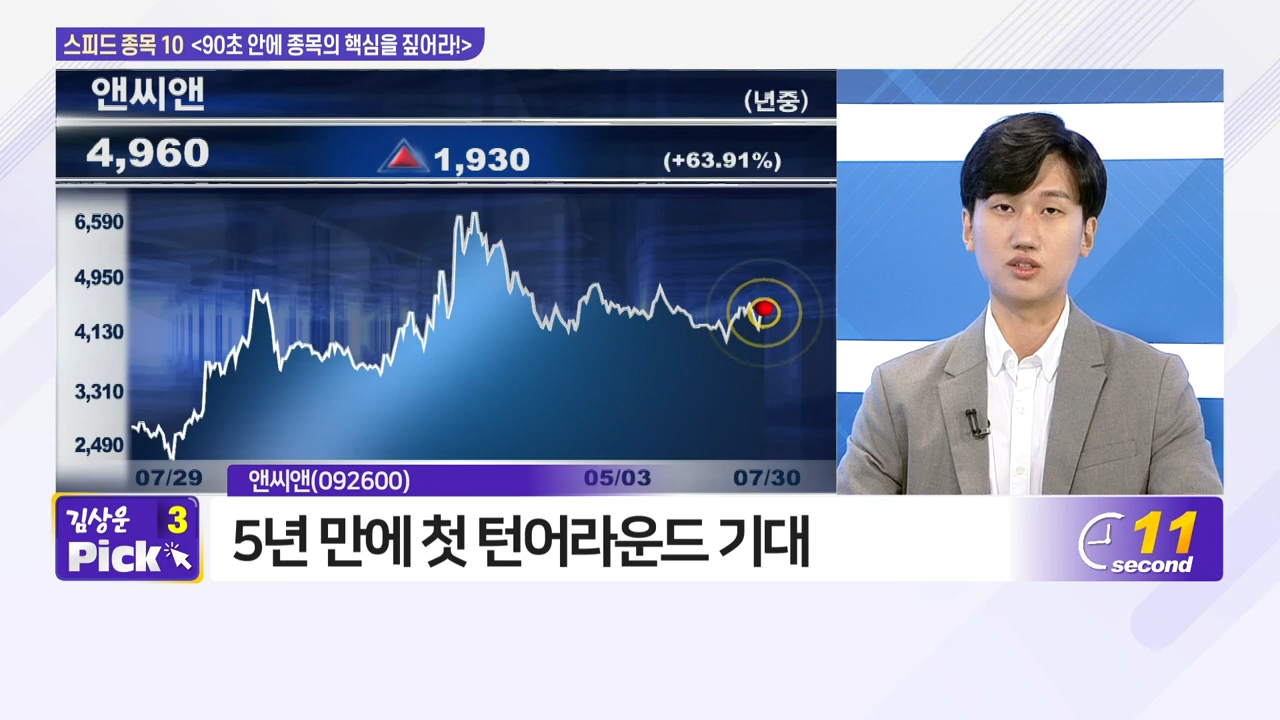 스피드 종목 10 <90초 안에 종목의 핵심을 짚어라!>
앤씨앤
(년중)
4,960 1,930 (+63.91%)
6,590
4,950
4,130
3,310
2,490
07/29 05/03 07/30
앤씨앤(092600)
김상운 3
Pick
5년 만에 첫 턴어라운드 기대
11
second